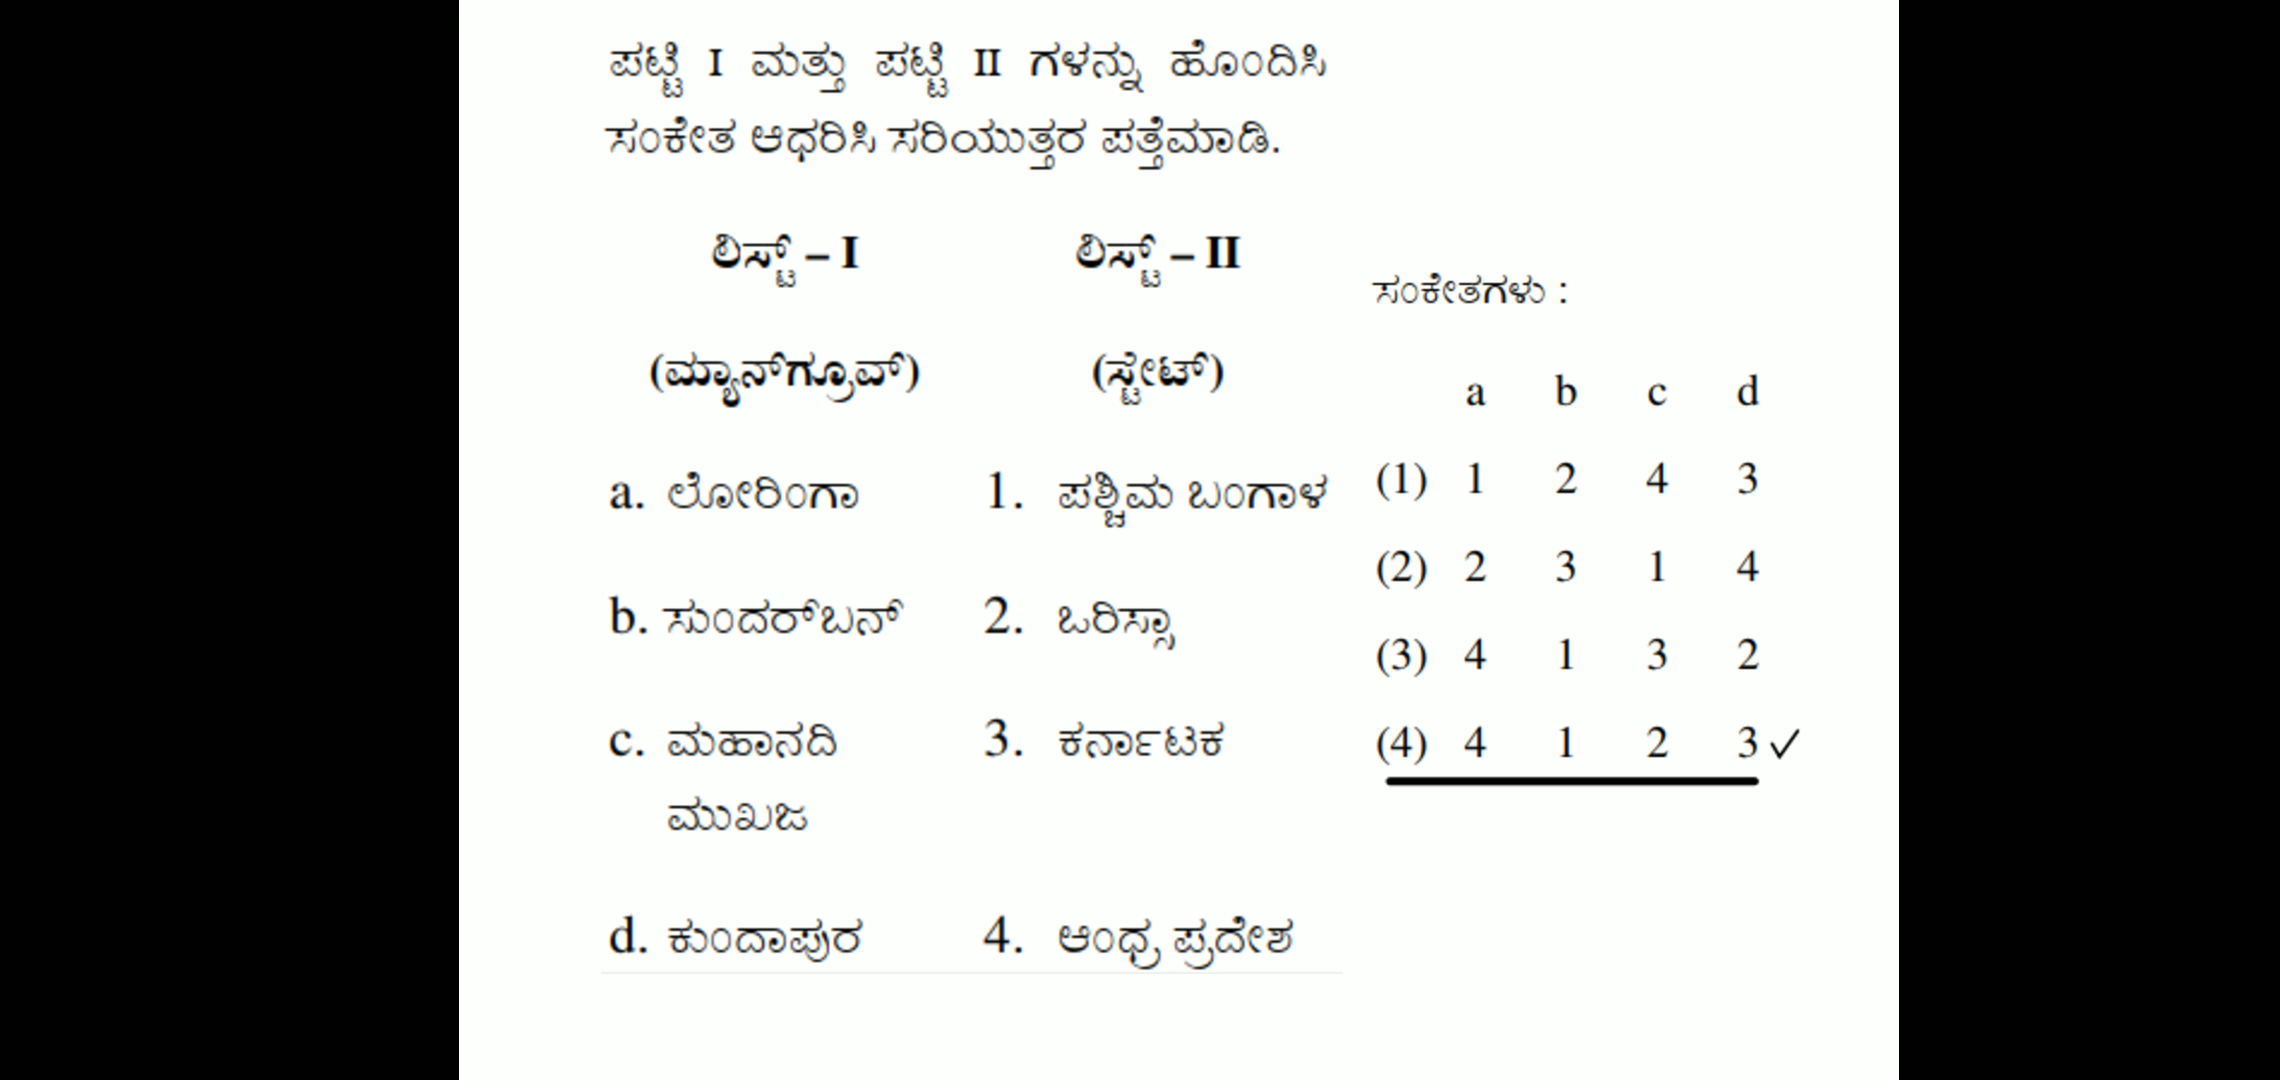 ಪಟ್ಟಿ I ಮತ್ತು ಪಟ್ಟಿ II ಗಳನ್ನು ಹೊಂದಿಸಿ
ಸಂಕೇತ ಆಧರಿಸಿ ಸರಿಯುತ್ತರ ಪತ್ತೆಮಾಡಿ.
ಲಿಸ್ಟ್ – I ಲಿಸ್ಟ್ – II
(ಮ್ಯಾನ್‌ಗ್ರೂವ್) (ಸ್ಟೇಟ್)
a. ಲೋರಿಂಗಾ 1. ಪಶ್ಚಿಮ ಬಂಗಾಳ
b. ಸುಂದರ್‌ಬನ್ 2. ಒರಿಸ್ಸಾ
c. ಮಹಾನದಿ 3. ಕರ್ನಾಟಕ
ಮುಖಜ
d. ಕುಂದಾಪುರ 4. ಆಂಧ್ರ ಪ್ರದೇಶ
ಸಂಕೇತಗಳು :
a b c d
(1) 1 2 4 3
(2) 2 3 1 4
(3) 4 1 3 2
(4) 4 1 2 3 ✓